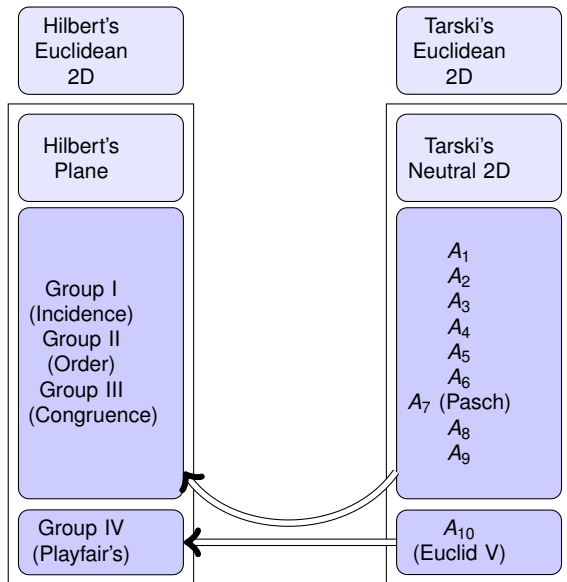 Hilbert's
Euclidean
2D
Tarski's
Euclidean
2D
Hilbert's
Plane
Tarski's
Neutral 2D
Group I
(Incidence)
Group II
(Order)
Group III
(Congruence)
A₁
A₂
A₃
A₄
A₅
A₆
A₇ (Pasch)
A₈
A₉
Group IV
(Playfair's)
A₁₀
(Euclid V)